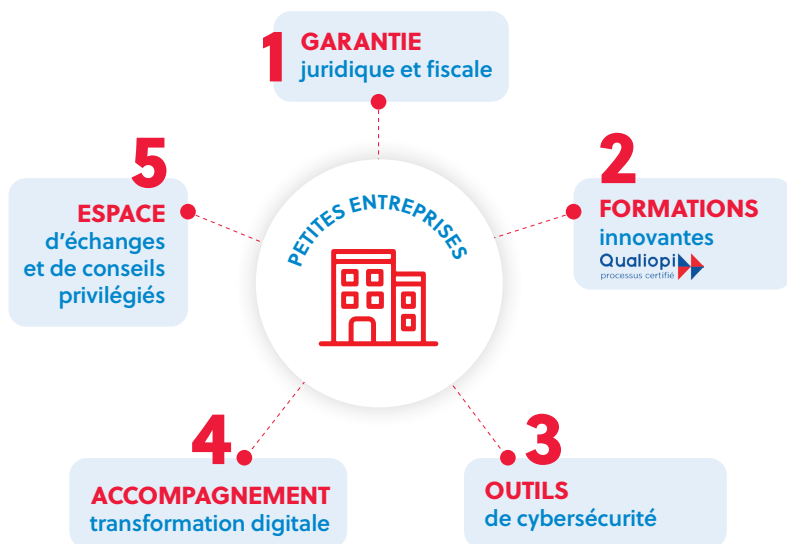 1
GARANTIE
juridique et fiscale
2
FORMATIONS
innovantes
Qualiopi
processus certifié
3
OUTILS
de cybersécurité
4
ACCOMPAGNEMENT
transformation digitale
5
ESPACE
d'échanges
et de conseils
privilégiés
PETITES ENTREPRISES